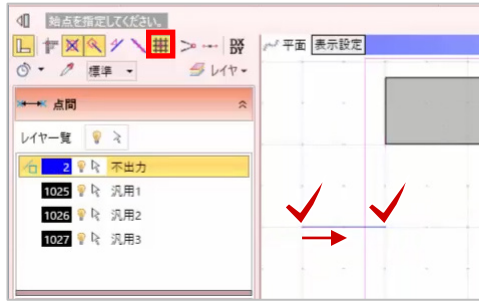 始点を指定してください。
DX
DY
標準
レイヤ
平面 表示設定
点間
レイヤ一覧
2 不出力
1025 汎用1
1026 汎用2
1027 汎用3